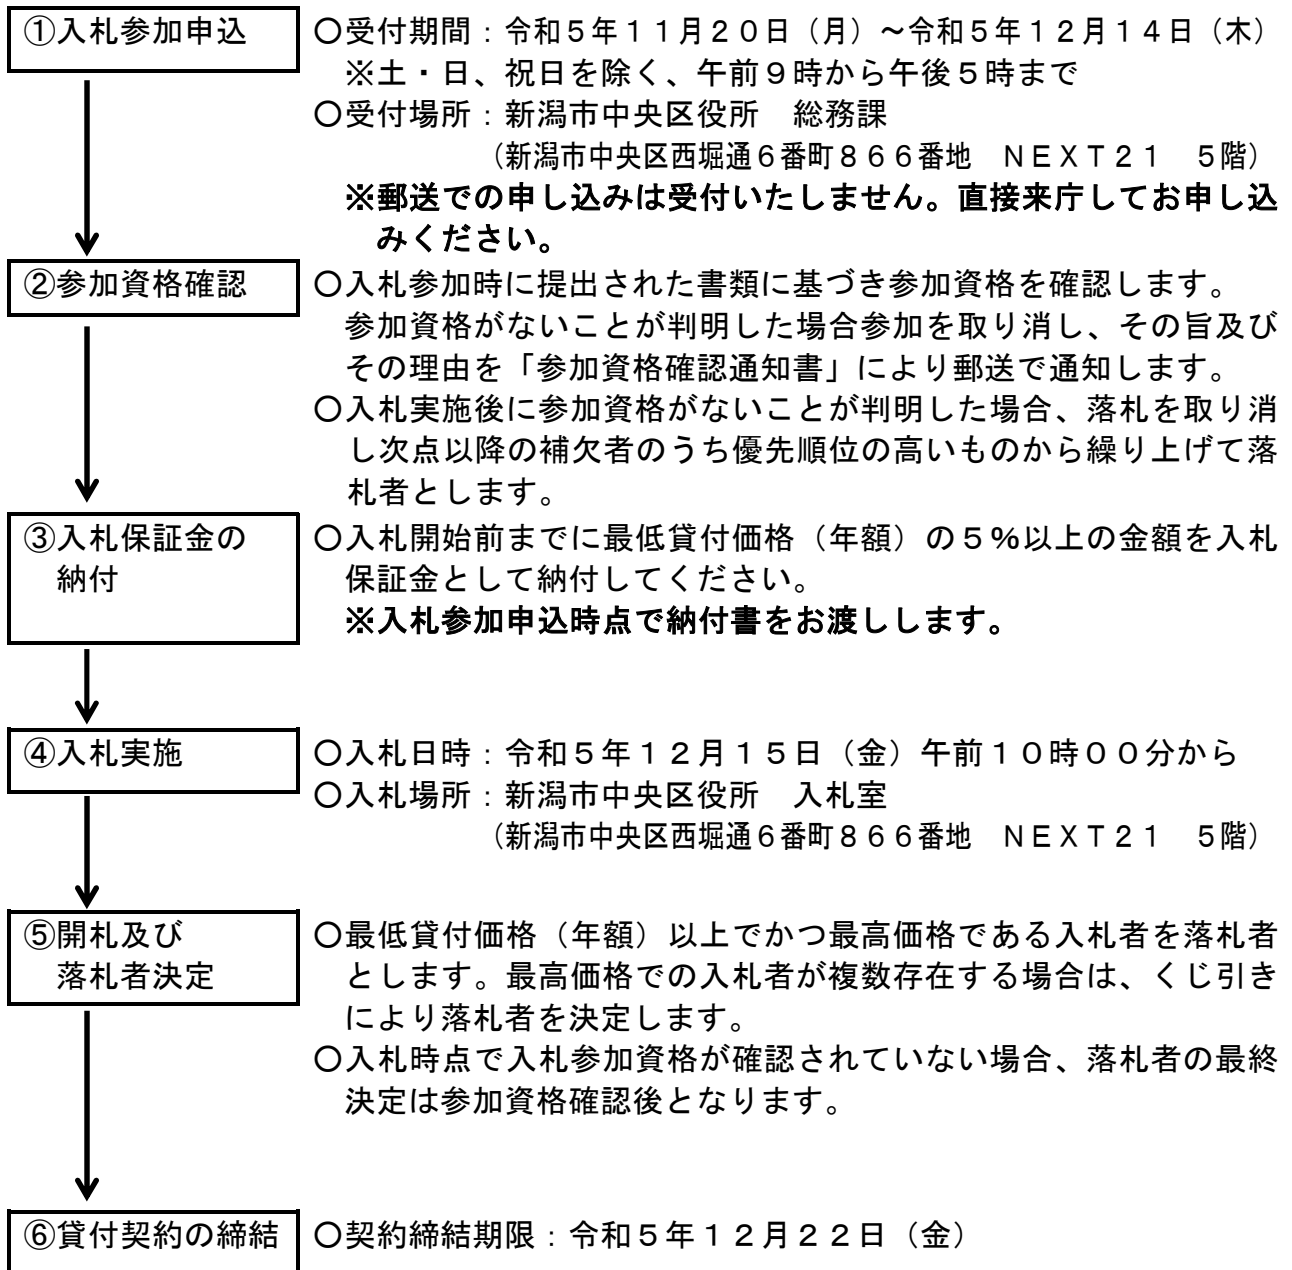 ①入札参加申込
〇受付期間：令和５年１１月２０日（月）～令和５年１２月１４日（木）
※土・日、祝日を除く、午前９時から午後５時まで
〇受付場所：新潟市中央区役所　総務課
（新潟市中央区西堀通６番町８６６番地　ＮＥＸＴ２１　５階）
※郵送での申し込みは受付いたしません。直接来庁してお申し込
みください。
②参加資格確認
〇入札参加時に提出された書類に基づき参加資格を確認します。
参加資格がないことが判明した場合参加を取り消し、その旨及び
その理由を「参加資格確認通知書」により郵送で通知します。
〇入札実施後に参加資格がないことが判明した場合、落札を取り消
し次点以降の補欠者のうち優先順位の高いものから繰り上げて落
札者とします。
③入札保証金の
納付
〇入札開始前までに最低貸付価格（年額）の５％以上の金額を入札
保証金として納付してください。
※入札参加申込時点で納付書をお渡しします。
④入札実施
〇入札日時：令和５年１２月１５日（金）午前１０時００分から
〇入札場所：新潟市中央区役所　入札室
（新潟市中央区西堀通６番町８６６番地　ＮＥＸＴ２１　５階）
⑤開札及び
落札者決定
〇最低貸付価格（年額）以上でかつ最高価格である入札者を落札者
とします。最高価格での入札者が複数存在する場合は、くじ引き
により落札者を決定します。
〇入札時点で入札参加資格が確認されていない場合、落札者の最終
決定は参加資格確認後となります。
⑥貸付契約の締結
〇契約締結期限：令和５年１２月２２日（金）